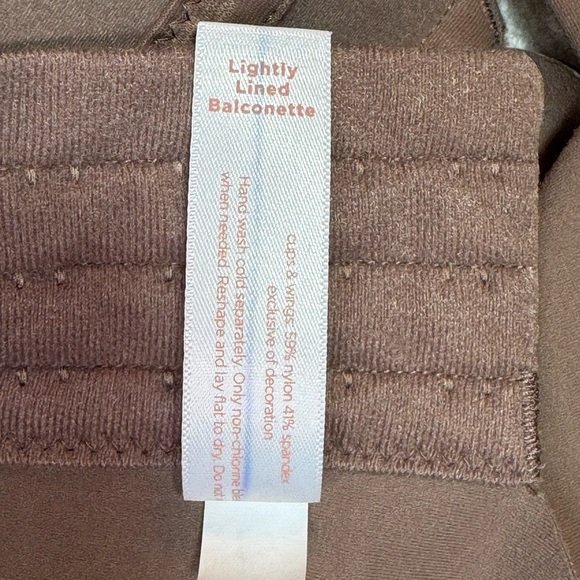 Lightly
Lined
Balconette
cups & wings: 59% nylon 41% spandex
exclusive of decoration
Hand wash cold separately. Only non-chlorine
when needed. Reshape and lay flat to dry. Do not